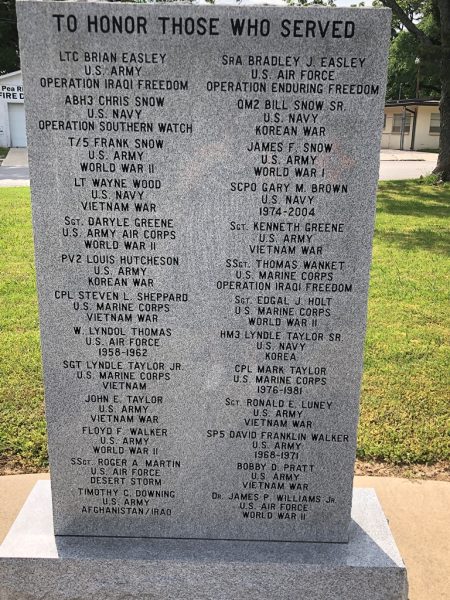 TO HONOR THOSE WHO SERVED
LTC BRIAN EASLEY
U.S. ARMY
OPERATION IRAQI FREEDOM
ABH3 CHRIS SNOW
U.S. NAVY
OPERATION SOUTHERN WATCH
T/5 FRANK SNOW
U.S. ARMY
WORLD WAR II
LT WAYNE WOOD
U.S. NAVY
VIETNAM WAR
SGT. DARYLE GREENE
U.S. ARMY AIR CORPS
WORLD WAR II
PV2 LOUIS HUTCHESON
U.S. ARMY
KOREAN WAR
CPL STEVEN L. SHEPPARD
U.S. MARINE CORPS
VIETNAM WAR
W. LYNDOL THOMAS
U.S. AIR FORCE
1958-1962
SGT LYNDLE TAYLOR JR.
U.S. MARINE CORPS
VIETNAM
JOHN E. TAYLOR
U.S. ARMY
VIETNAM WAR
FLOYD F. WALKER
U.S. ARMY
WORLD WAR II
SSGT. ROGER A. MARTIN
U.S. AIR FORCE
DESERT STORM
TIMOTHY C. DOWNING
U.S. ARMY
AFGHANISTAN/IRAQ
SRA BRADLEY J. EASLEY
U.S. AIR FORCE
OPERATION ENDURING FREEDOM
QM2 BILL SNOW SR.
U.S. NAVY
KOREAN WAR
JAMES F. SNOW
U.S. ARMY
WORLD WAR I
SCPO GARY M. BROWN
U.S. NAVY
1974-2004
SGT. KENNETH GREENE
U.S. ARMY
VIETNAM WAR
SSGT. THOMAS WANKET
U.S. MARINE CORPS
OPERATION IRAQI FREEDOM
SGT. EDGAL J. HOLT
U.S. MARINE CORPS
WORLD WAR II
HM3 LYNDLE TAYLOR SR.
U.S. NAVY
KOREA
CPL MARK TAYLOR
U.S. MARINE CORPS
1976-1981
SGT. RONALD E. LUNEY
U.S. ARMY
VIETNAM WAR
SP5 DAVID FRANKLIN WALKER
U.S. ARMY
1968-1971
BOBBY D. PRATT
U.S. ARMY
VIETNAM WAR
DR. JAMES P. WILLIAMS JR.
U.S. AIR FORCE
WORLD WAR II
Pea Ri
FIRE D